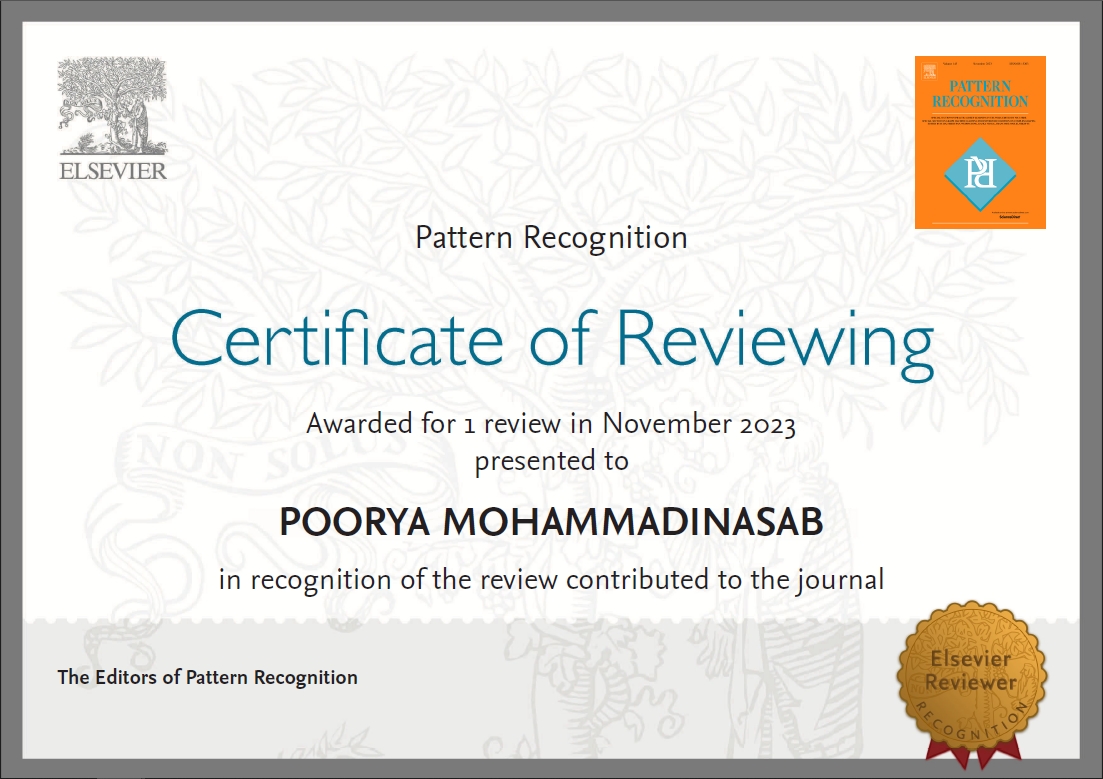 ELSEVIER
PATTERN
RECOGNITION
Pattern Recognition
Certificate of Reviewing
Awarded for 1 review in November 2023
presented to
NON SOLUS
POORYA MOHAMMADINASAB
in recognition of the review contributed to the journal
The Editors of Pattern Recognition
Elsevier
Reviewer
RECOGNITION